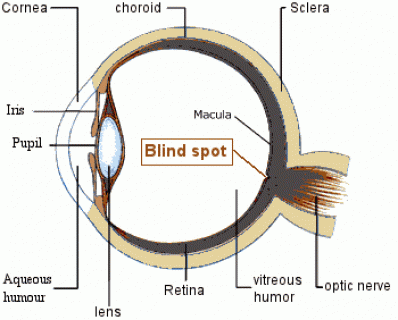 Cornea
choroid
Sclera
Iris
Macula
Pupil
Blind spot
Aqueous
humour
lens
Retina
vitreous
humor
optic nerve